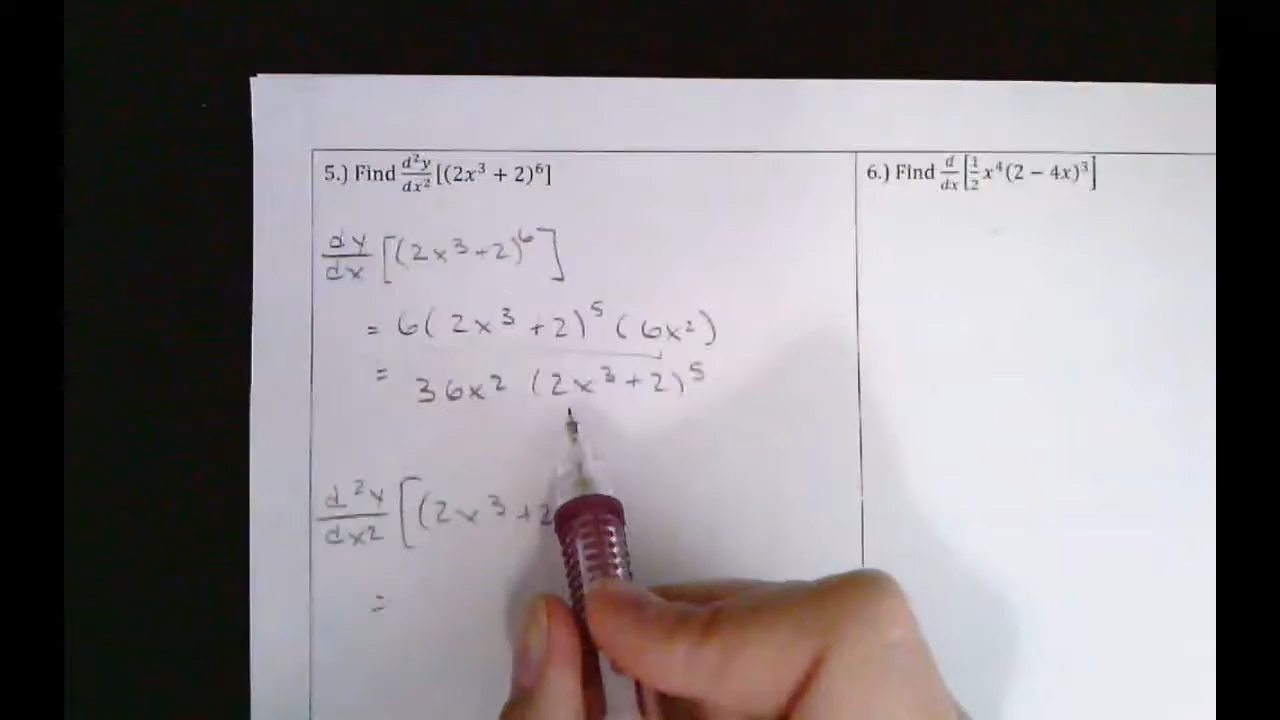 5.) Find d²y/dx² [(2x³ + 2)⁶]
6.) Find d/dx [1/2 x⁴(2 − 4x)³]
dy/dx [(2x³+2)⁶]
= 6(2x³+2)⁵(6x²)
= 36x² (2x³+2)⁵
d²y/dx² [(2x³+2
=